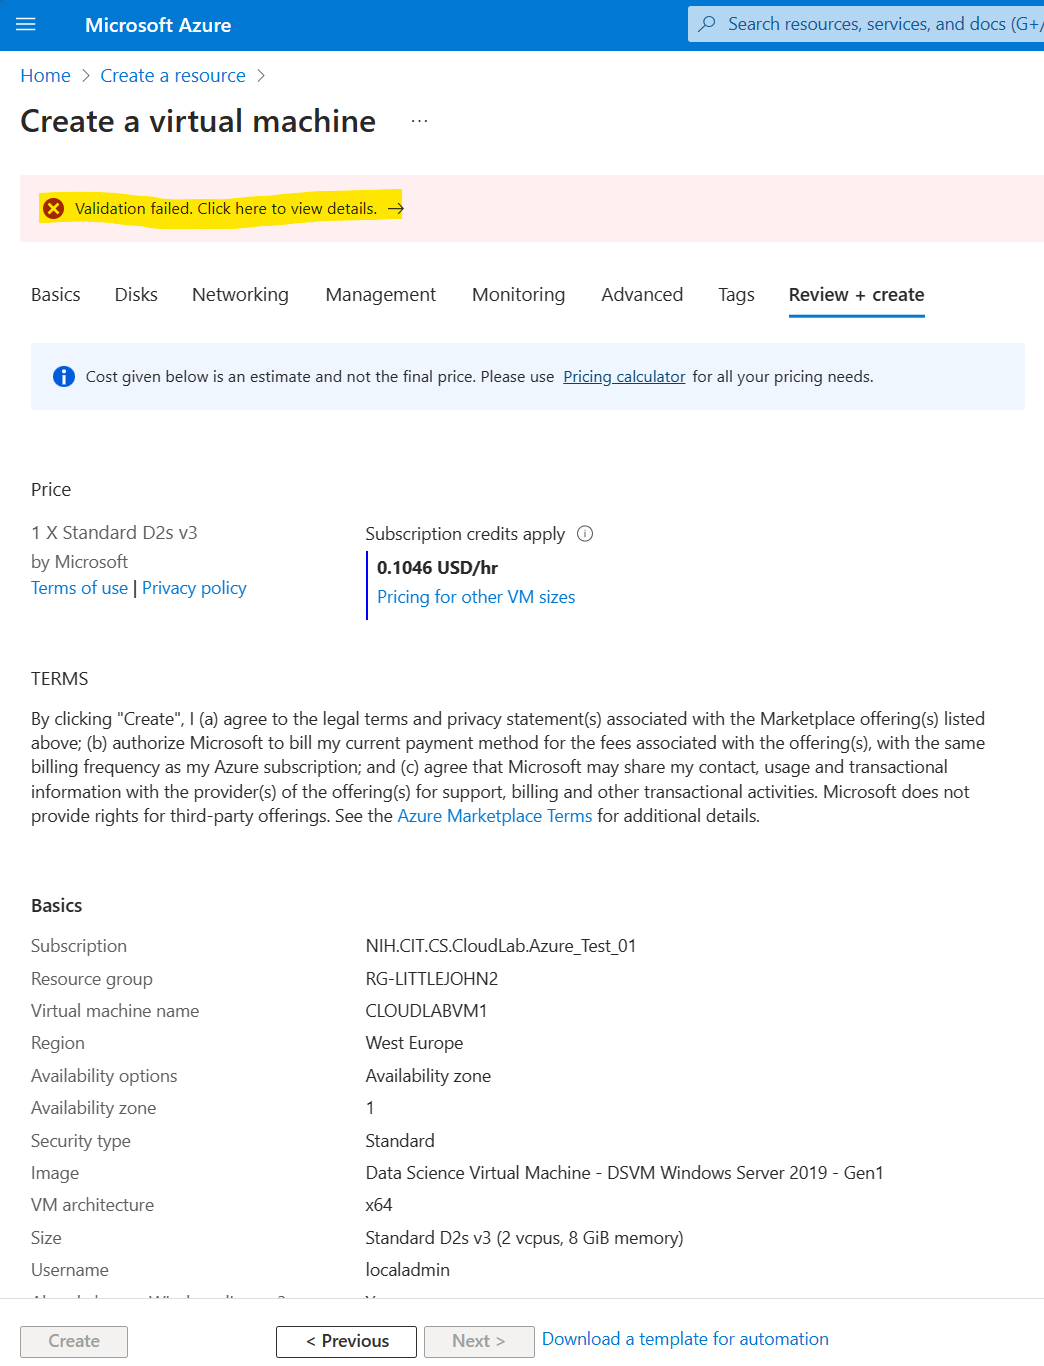 Microsoft Azure
Search resources, services, and docs (G+/
Home > Create a resource >
Create a virtual machine ...
Validation failed. Click here to view details. →
Basics Disks Networking Management Monitoring Advanced Tags Review + create
Cost given below is an estimate and not the final price. Please use Pricing calculator for all your pricing needs.
Price
1 X Standard D2s v3
by Microsoft
Terms of use | Privacy policy
Subscription credits apply
0.1046 USD/hr
Pricing for other VM sizes
TERMS
By clicking "Create", I (a) agree to the legal terms and privacy statement(s) associated with the Marketplace offering(s) listed
above; (b) authorize Microsoft to bill my current payment method for the fees associated with the offering(s), with the same
billing frequency as my Azure subscription; and (c) agree that Microsoft may share my contact, usage and transactional
information with the provider(s) of the offering(s) for support, billing and other transactional activities. Microsoft does not
provide rights for third-party offerings. See the Azure Marketplace Terms for additional details.
Basics
Subscription NIH.CIT.CS.CloudLab.Azure_Test_01
Resource group RG-LITTLEJOHN2
Virtual machine name CLOUDLABVM1
Region West Europe
Availability options Availability zone
Availability zone 1
Security type Standard
Image Data Science Virtual Machine - DSVM Windows Server 2019 - Gen1
VM architecture x64
Size Standard D2s v3 (2 vcpus, 8 GiB memory)
Username localadmin
Create < Previous Next > Download a template for automation